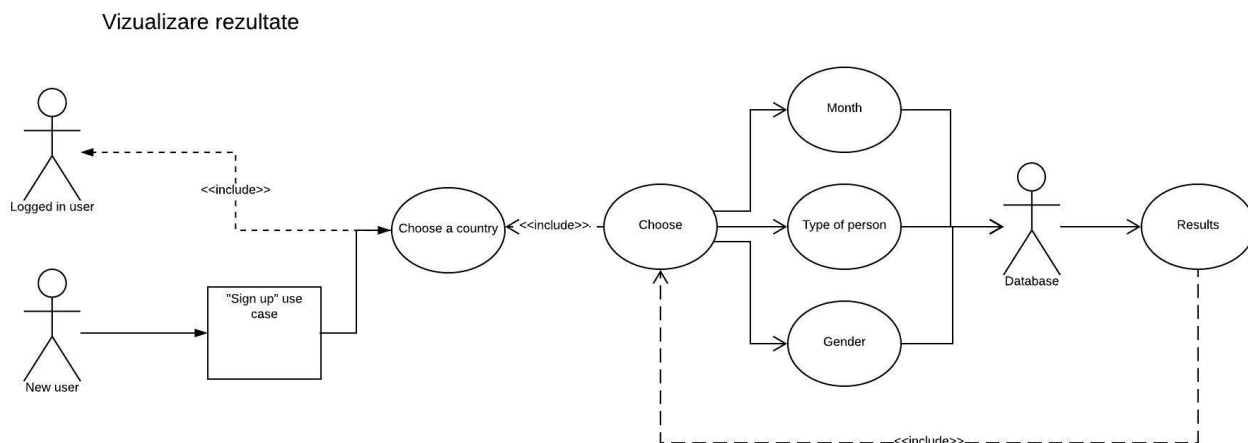 Vizualizare rezultate
Logged in user
<<include>>
New user
"Sign up" use
case
Choose a country
<<include>>
Choose
Month
Type of person
Gender
Database
Results
<<include>>